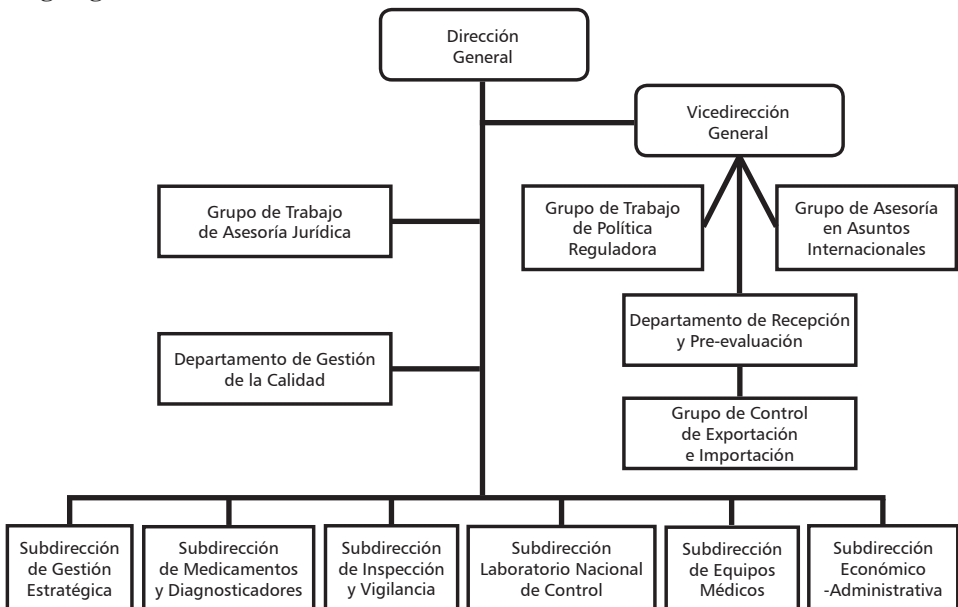 Dirección
General
Vicedirección
General
Grupo de Trabajo
de Asesoría Jurídica
Grupo de Trabajo
de Política
Reguladora
Grupo de Asesoría
en Asuntos
Internacionales
Departamento de Recepción
y Pre-evaluación
Departamento de Gestión
de la Calidad
Grupo de Control
de Exportación
e Importación
Subdirección
de Gestión
Estratégica
Subdirección
de Medicamentos
y Diagnosticadores
Subdirección
de Inspección
y Vigilancia
Subdirección
Laboratorio Nacional
de Control
Subdirección
de Equipos
Médicos
Subdirección
Económico
-Administrativa